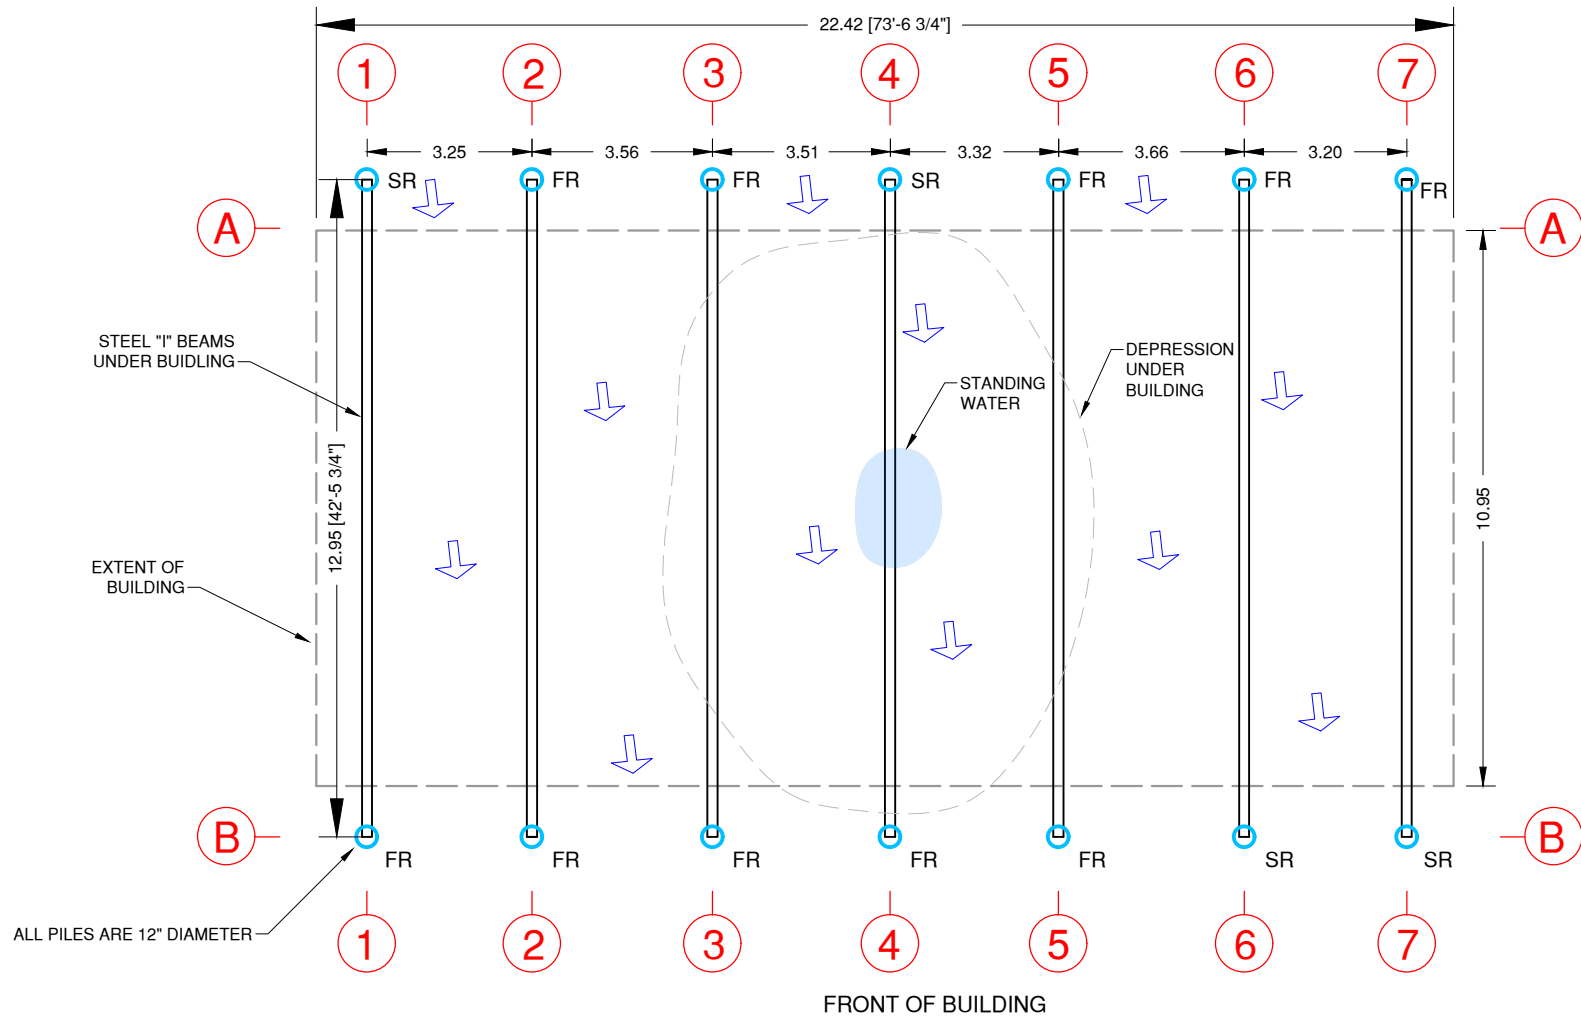 22.42 [73'-6 3/4"]
1 2 3 4 5 6 7
3.25 3.56 3.51 3.32 3.66 3.20
SR FR FR SR FR FR FR
A A
STEEL "I" BEAMS
UNDER BUIDLING
DEPRESSION
UNDER
BUILDING
STANDING
WATER
12.95 [42'-5 3/4"]
10.95
EXTENT OF
BUILDING
B B
FR FR FR FR FR SR SR
ALL PILES ARE 12" DIAMETER
1 2 3 4 5 6 7
FRONT OF BUILDING